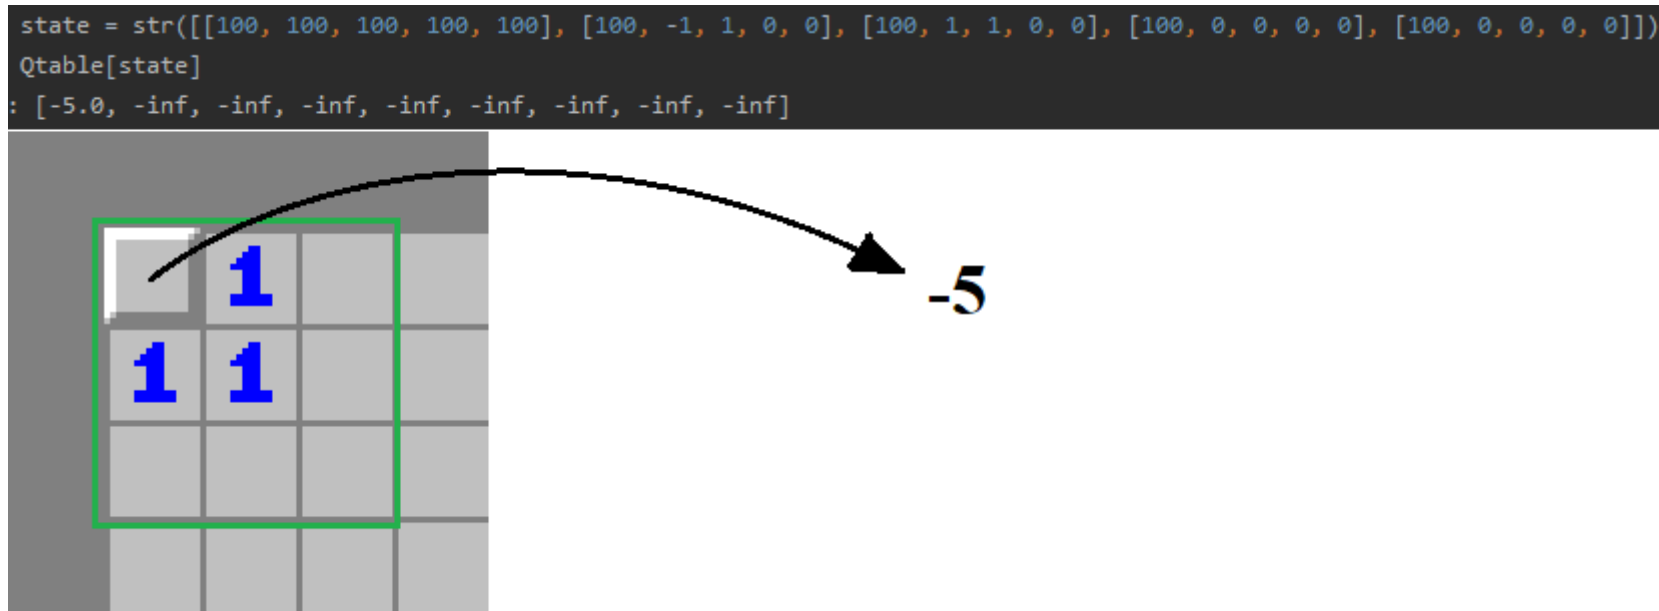 state = str([[100, 100, 100, 100, 100], [100, -1, 1, 0, 0], [100, 1, 1, 0, 0], [100, 0, 0, 0, 0], [100, 0, 0, 0, 0]])
Qtable[state]
: [-5.0, -inf, -inf, -inf, -inf, -inf, -inf, -inf, -inf]
1
-5
1 1